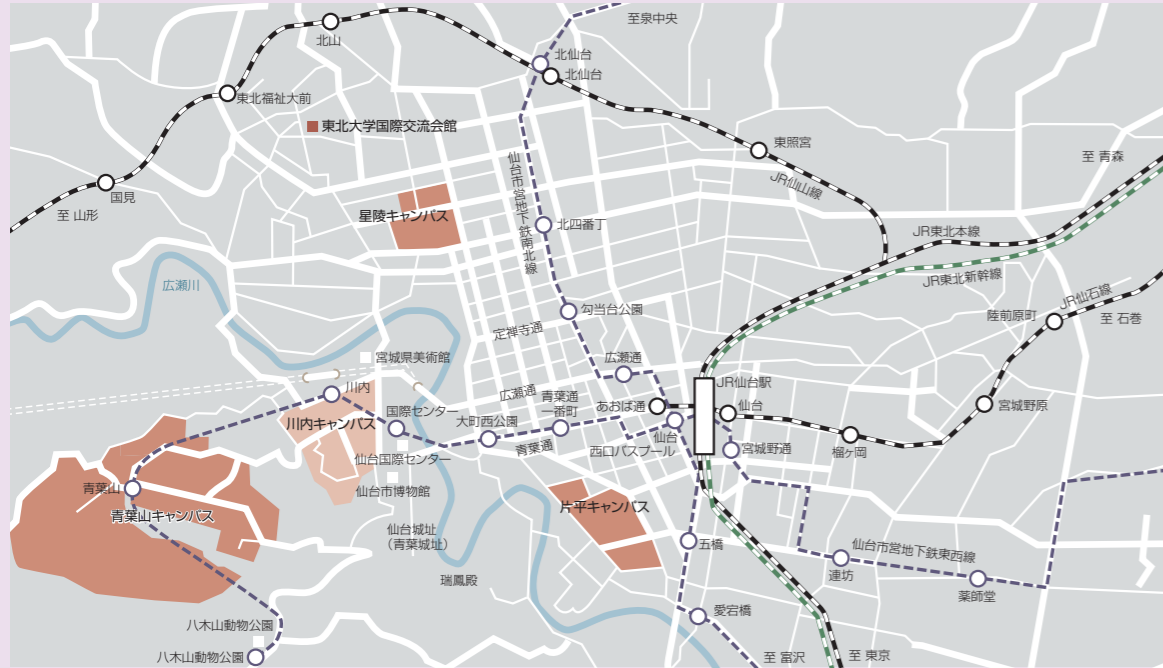 至泉中央
北山
北仙台
北仙台
東北福祉大前
東北大学国際交流会館
東照宮
至 青森
JR仙山線
国見
至 山形
星陵キャンパス
仙台市営地下鉄南北線
北四番丁
JR東北本線
JR東北新幹線
広瀬川
JR仙石線
陸前原町
至 石巻
勾当台公園
定禅寺通
宮城県美術館
広瀬通
JR仙台駅
川内
広瀬通
青葉通
一番町
あおば通
仙台
宮城野原
国際センター
大町西公園
川内キャンパス
仙台
青葉通
西口バスプール
宮城野通
榴ヶ岡
仙台国際センター
青葉山
仙台市博物館
片平キャンパス
青葉山キャンパス
仙台城址
（青葉城址）
五橋
仙台市営地下鉄東西線
瑞鳳殿
連坊
薬師堂
愛宕橋
八木山動物公園
八木山動物公園
至 富沢
至 東京